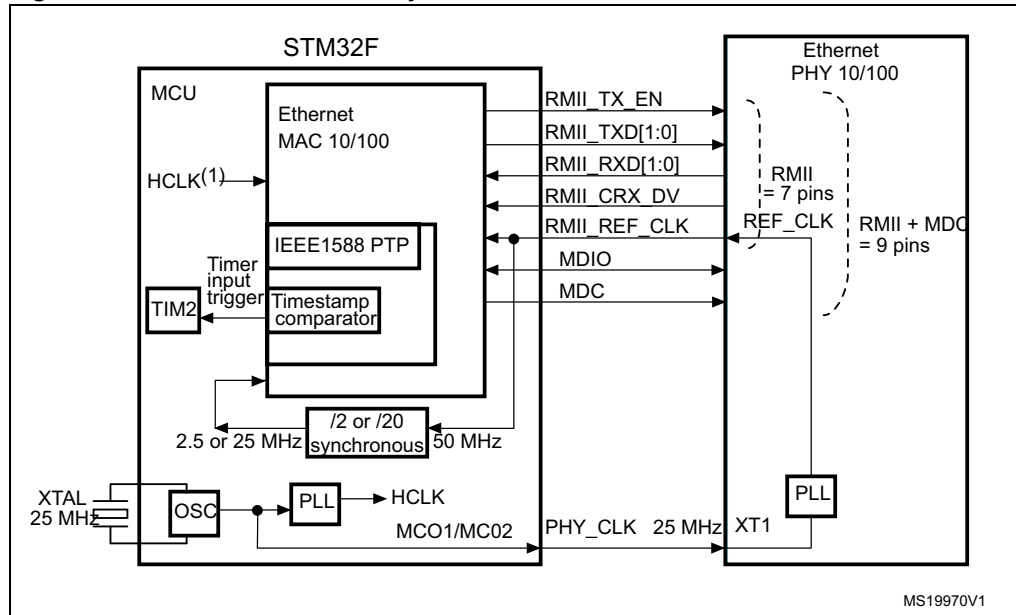 STM32F
Ethernet
PHY 10/100
MCU
Ethernet
MAC 10/100
HCLK(1)
RMII_TX_EN
RMII_TXD[1:0]
RMII_RXD[1:0]
RMII_CRX_DV
RMII_REF_CLK
MDIO
MDC
RMII
= 7 pins
REF_CLK
RMII + MDC
= 9 pins
IEEE1588 PTP
Timer
input
trigger
Timestamp
comparator
TIM2
/2 or /20
synchronous
2.5 or 25 MHz
50 MHz
XTAL
25 MHz
OSC
PLL
HCLK
MCO1/MC02
PHY_CLK
25 MHz
XT1
PLL
MS19970V1